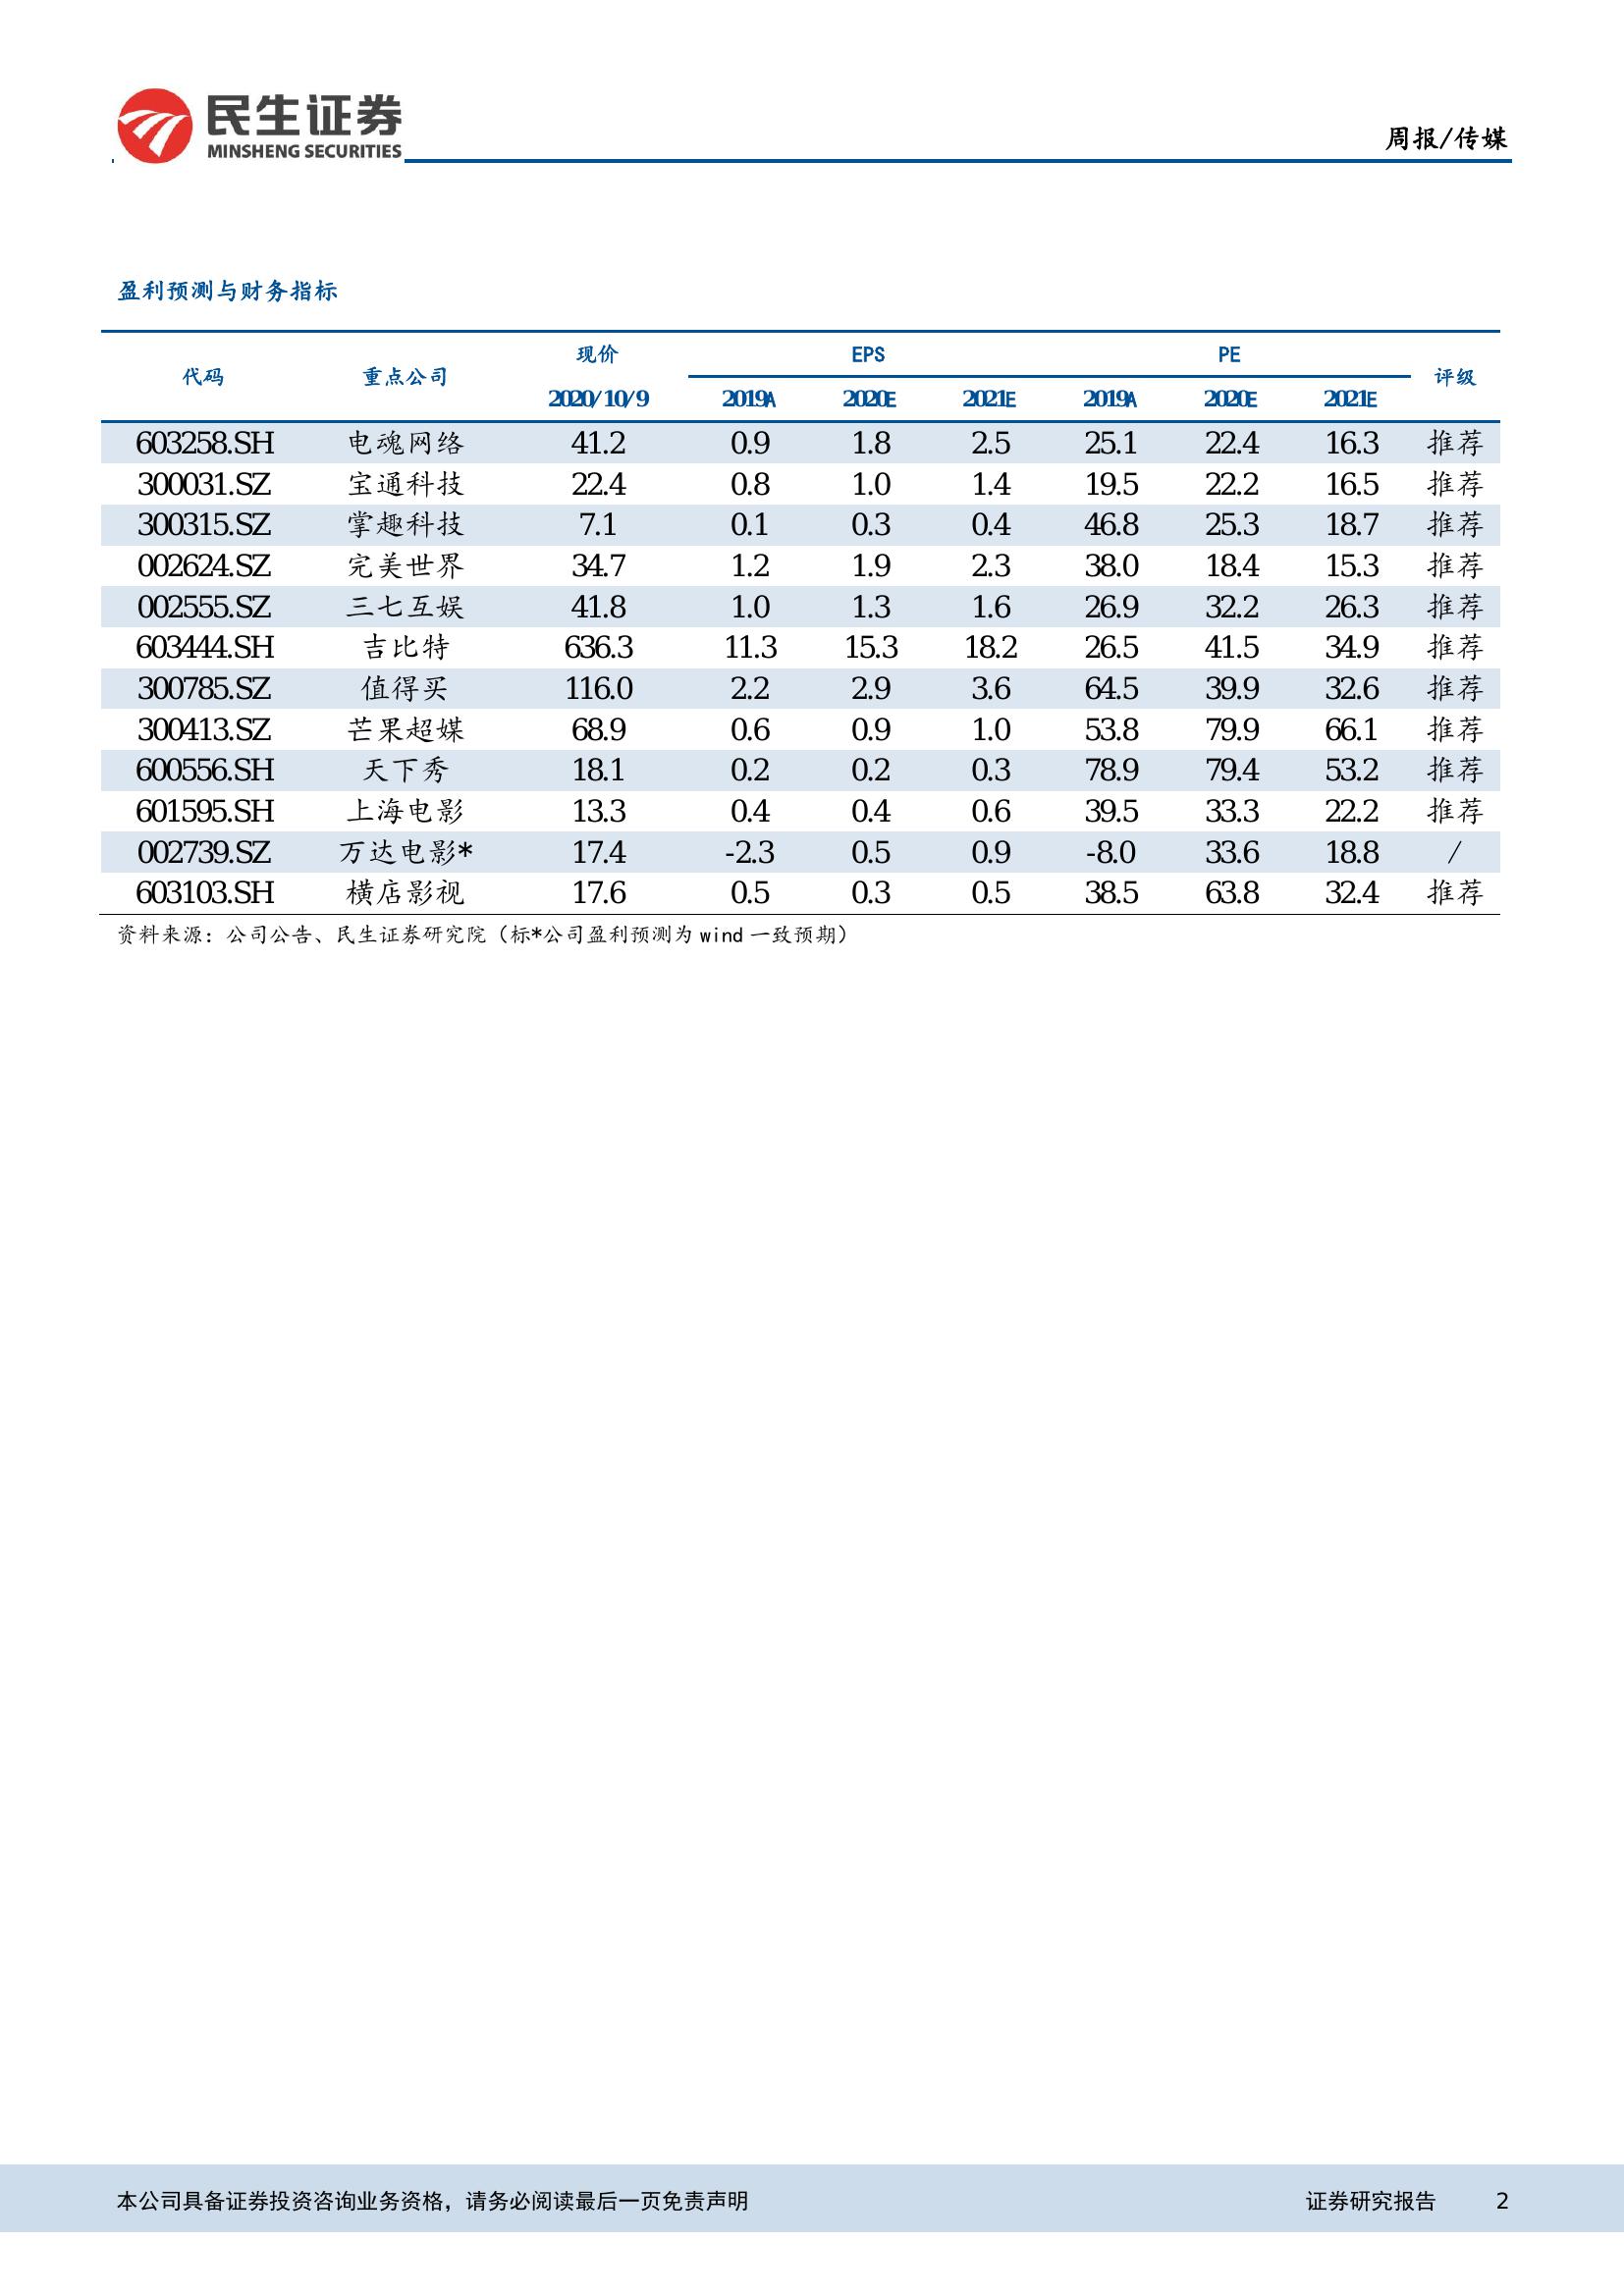 民生证券
MINSHENG SECURITIES
周报/传媒
盈利预测与财务指标
代码 重点公司 现价 EPS PE 评级
2020/10/9 2019A 2020E 2021E 2019A 2020E 2021E
603258.SH 电魂网络 41.2 0.9 1.8 2.5 25.1 22.4 16.3 推荐
300031.SZ 宝通科技 22.4 0.8 1.0 1.4 19.5 22.2 16.5 推荐
300315.SZ 掌趣科技 7.1 0.1 0.3 0.4 46.8 25.3 18.7 推荐
002624.SZ 完美世界 34.7 1.2 1.9 2.3 38.0 18.4 15.3 推荐
002555.SZ 三七互娱 41.8 1.0 1.3 1.6 26.9 32.2 26.3 推荐
603444.SH 吉比特 636.3 11.3 15.3 18.2 26.5 41.5 34.9 推荐
300785.SZ 值得买 116.0 2.2 2.9 3.6 64.5 39.9 32.6 推荐
300413.SZ 芒果超媒 68.9 0.6 0.9 1.0 53.8 79.9 66.1 推荐
600556.SH 天下秀 18.1 0.2 0.2 0.3 78.9 79.4 53.2 推荐
601595.SH 上海电影 13.3 0.4 0.4 0.6 39.5 33.3 22.2 推荐
002739.SZ 万达电影* 17.4 -2.3 0.5 0.9 -8.0 33.6 18.8 /
603103.SH 横店影视 17.6 0.5 0.3 0.5 38.5 63.8 32.4 推荐
资料来源：公司公告、民生证券研究院（标*公司盈利预测为 wind 一致预期）
本公司具备证券投资咨询业务资格，请务必阅读最后一页免责声明 证券研究报告 2